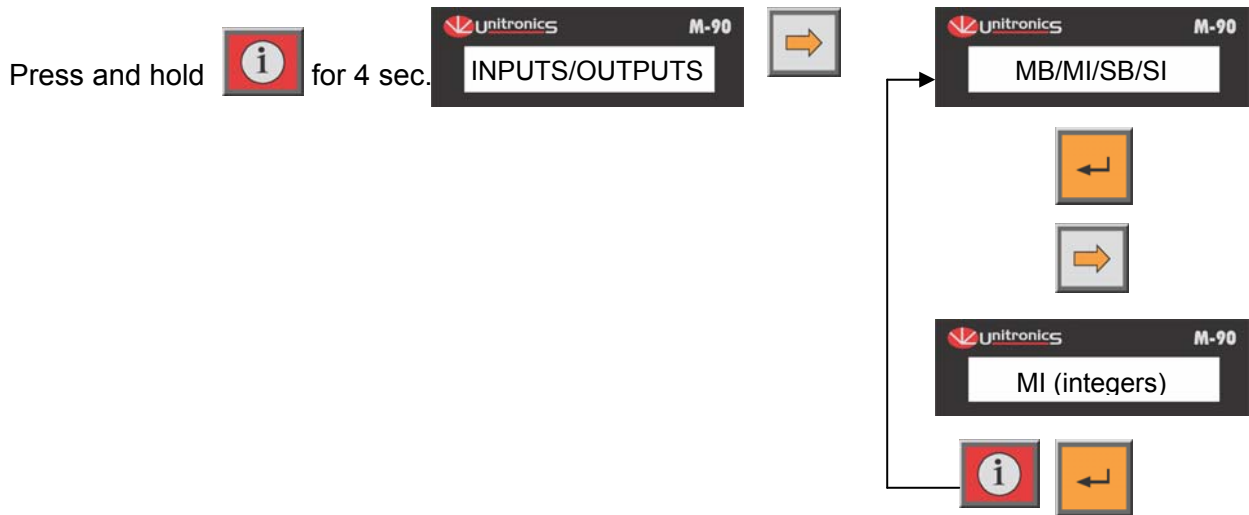 Unitronics M-90
Unitronics M-90
Press and hold i for 4 sec.
INPUTS/OUTPUTS
MB/MI/SB/SI
Unitronics M-90
MI (integers)
i